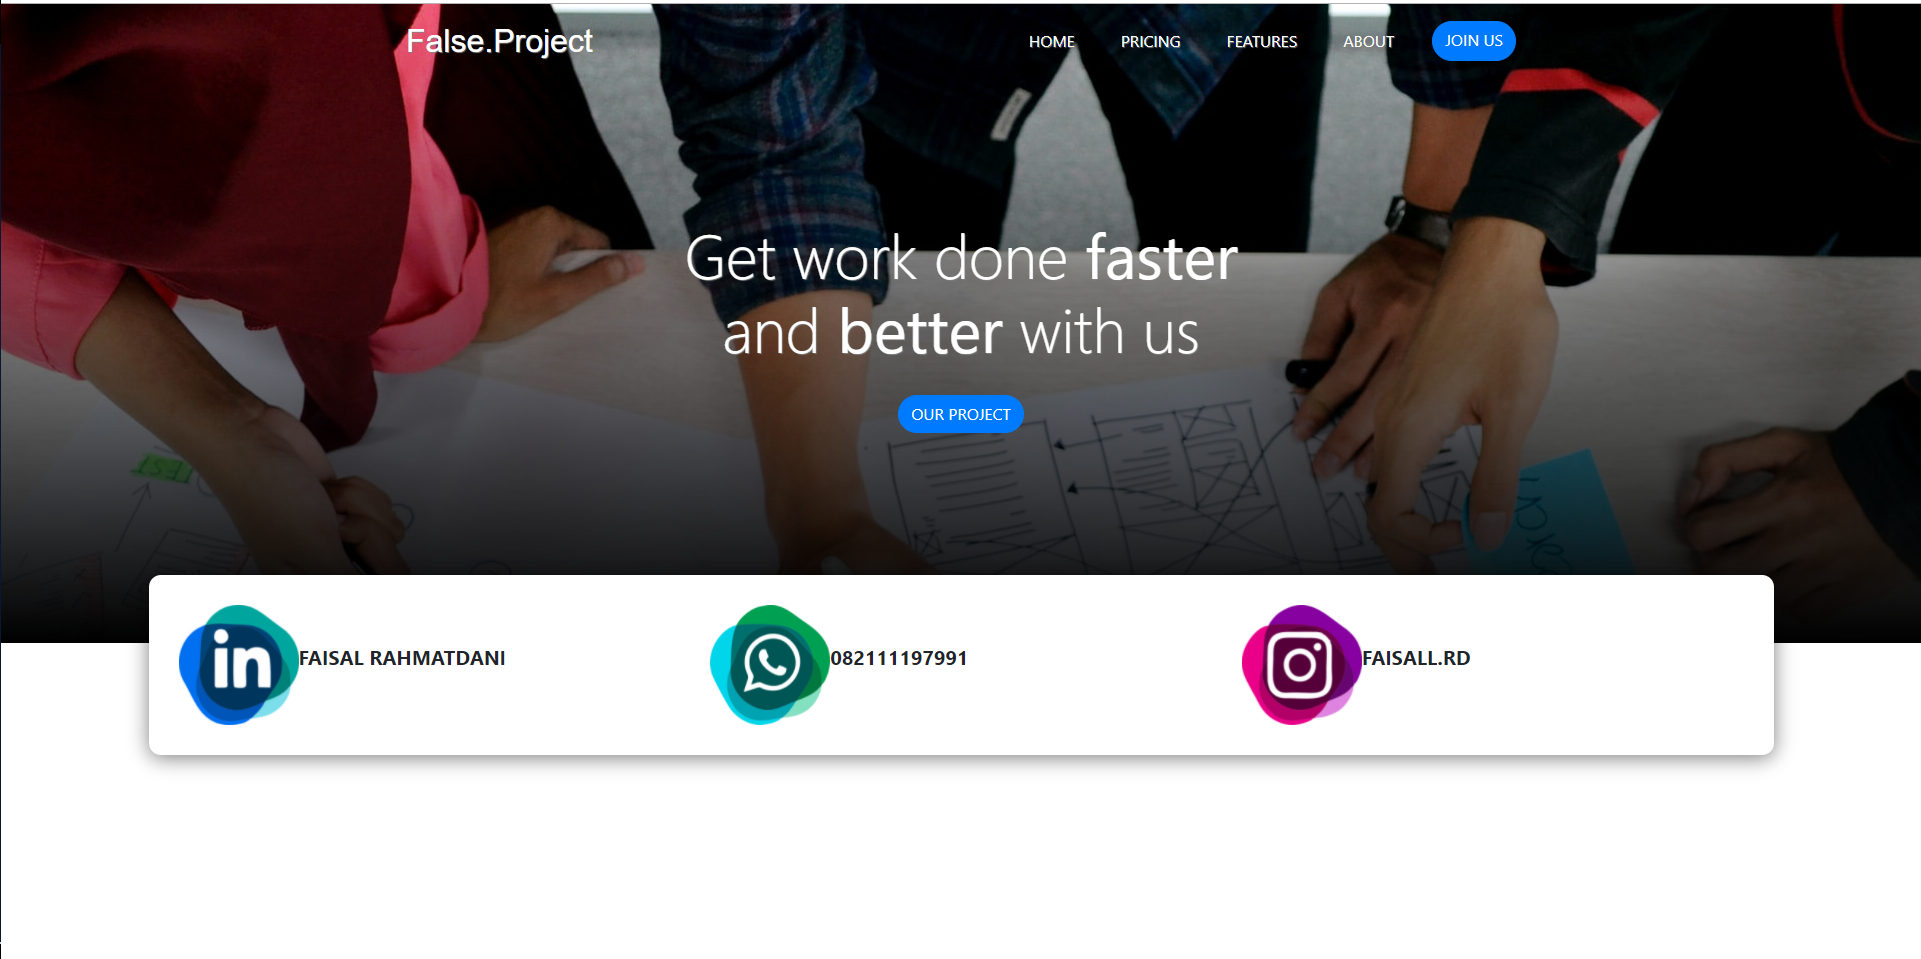 False.Project
HOME PRICING FEATURES ABOUT JOIN US
Get work done faster
and better with us
OUR PROJECT
in FAISAL RAHMATDANI
082111197991
FAISALL.RD